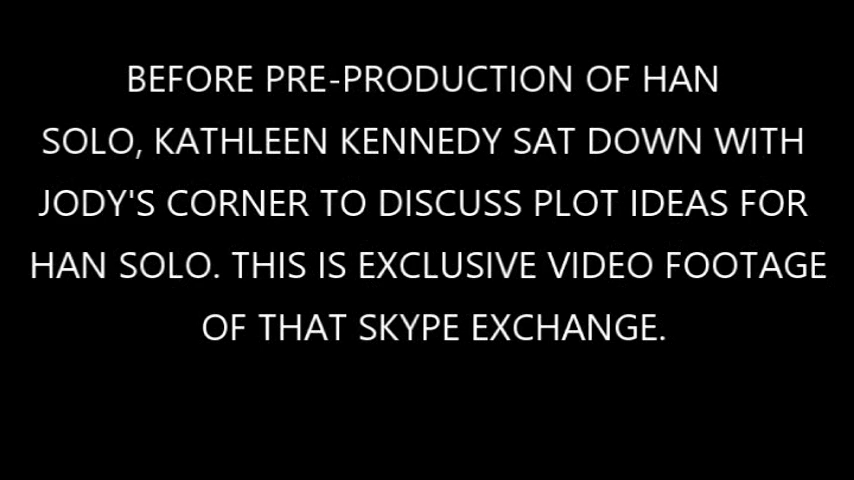 BEFORE PRE-PRODUCTION OF HAN
SOLO, KATHLEEN KENNEDY SAT DOWN WITH
JODY'S CORNER TO DISCUSS PLOT IDEAS FOR
HAN SOLO. THIS IS EXCLUSIVE VIDEO FOOTAGE
OF THAT SKYPE EXCHANGE.